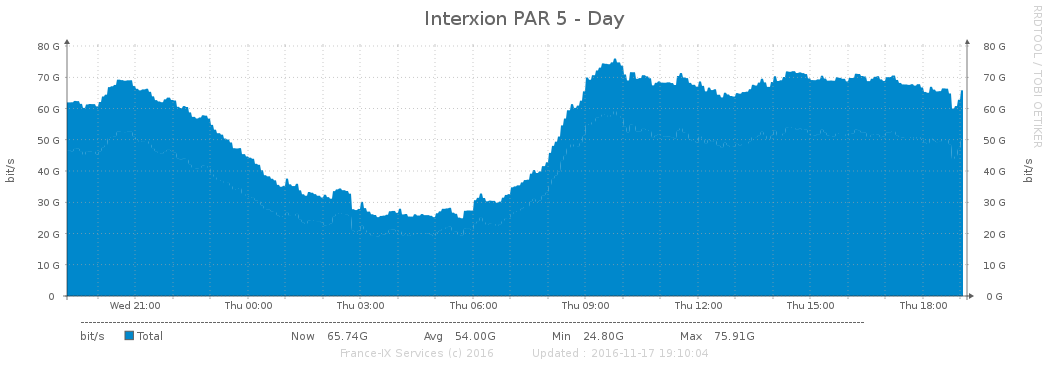 Interxion PAR 5 - Day
RRDTOOL / TOBI OETIKER
80 G 80 G
70 G 70 G
60 G 60 G
50 G 50 G
40 G 40 G
30 G 30 G
20 G 20 G
10 G 10 G
0 0 G
bit/s bit/s
Wed 21:00 Thu 00:00 Thu 03:00 Thu 06:00 Thu 09:00 Thu 12:00 Thu 15:00 Thu 18:00
bit/s Total Now 65.74G Avg 54.00G Min 24.80G Max 75.91G
France-IX Services (c) 2016 Updated : 2016-11-17 19:10:04